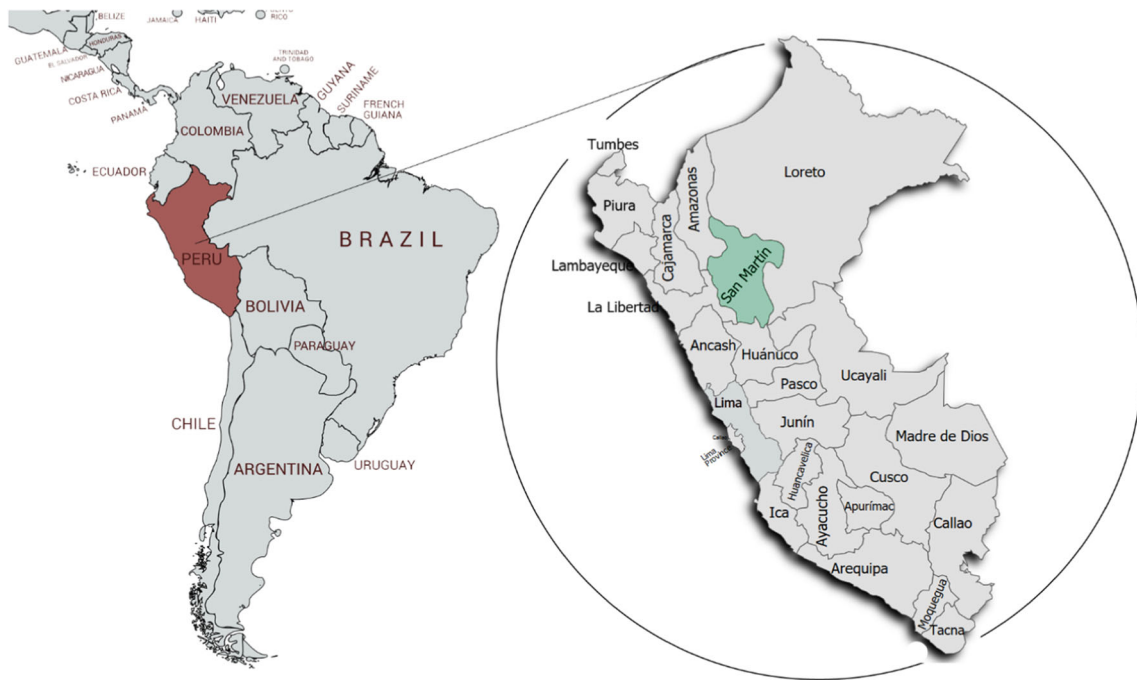 BELIZE
JAMAICA
HAITI
RICO
GUATEMALA
HONDURAS
EL SALVADOR
NICARAGUA
COSTA RICA
PANAMA
TRINIDAD
AND TOBAGO
VENEZUELA
GUYANA
SURINAME
FRENCH
GUIANA
COLOMBIA
ECUADOR
PERU
BRAZIL
BOLIVIA
PARAGUAY
CHILE
ARGENTINA
URUGUAY
Tumbes
Piura
Amazonas
Loreto
Cajamarca
Lambayeque
San Martín
La Libertad
Ancash
Huánuco
Ucayali
Pasco
Lima
Junín
Madre de Dios
Lima
Huancavelica
Cusco
Ica
Ayacucho
Apurímac
Callao
Arequipa
Moquegua
Tacna